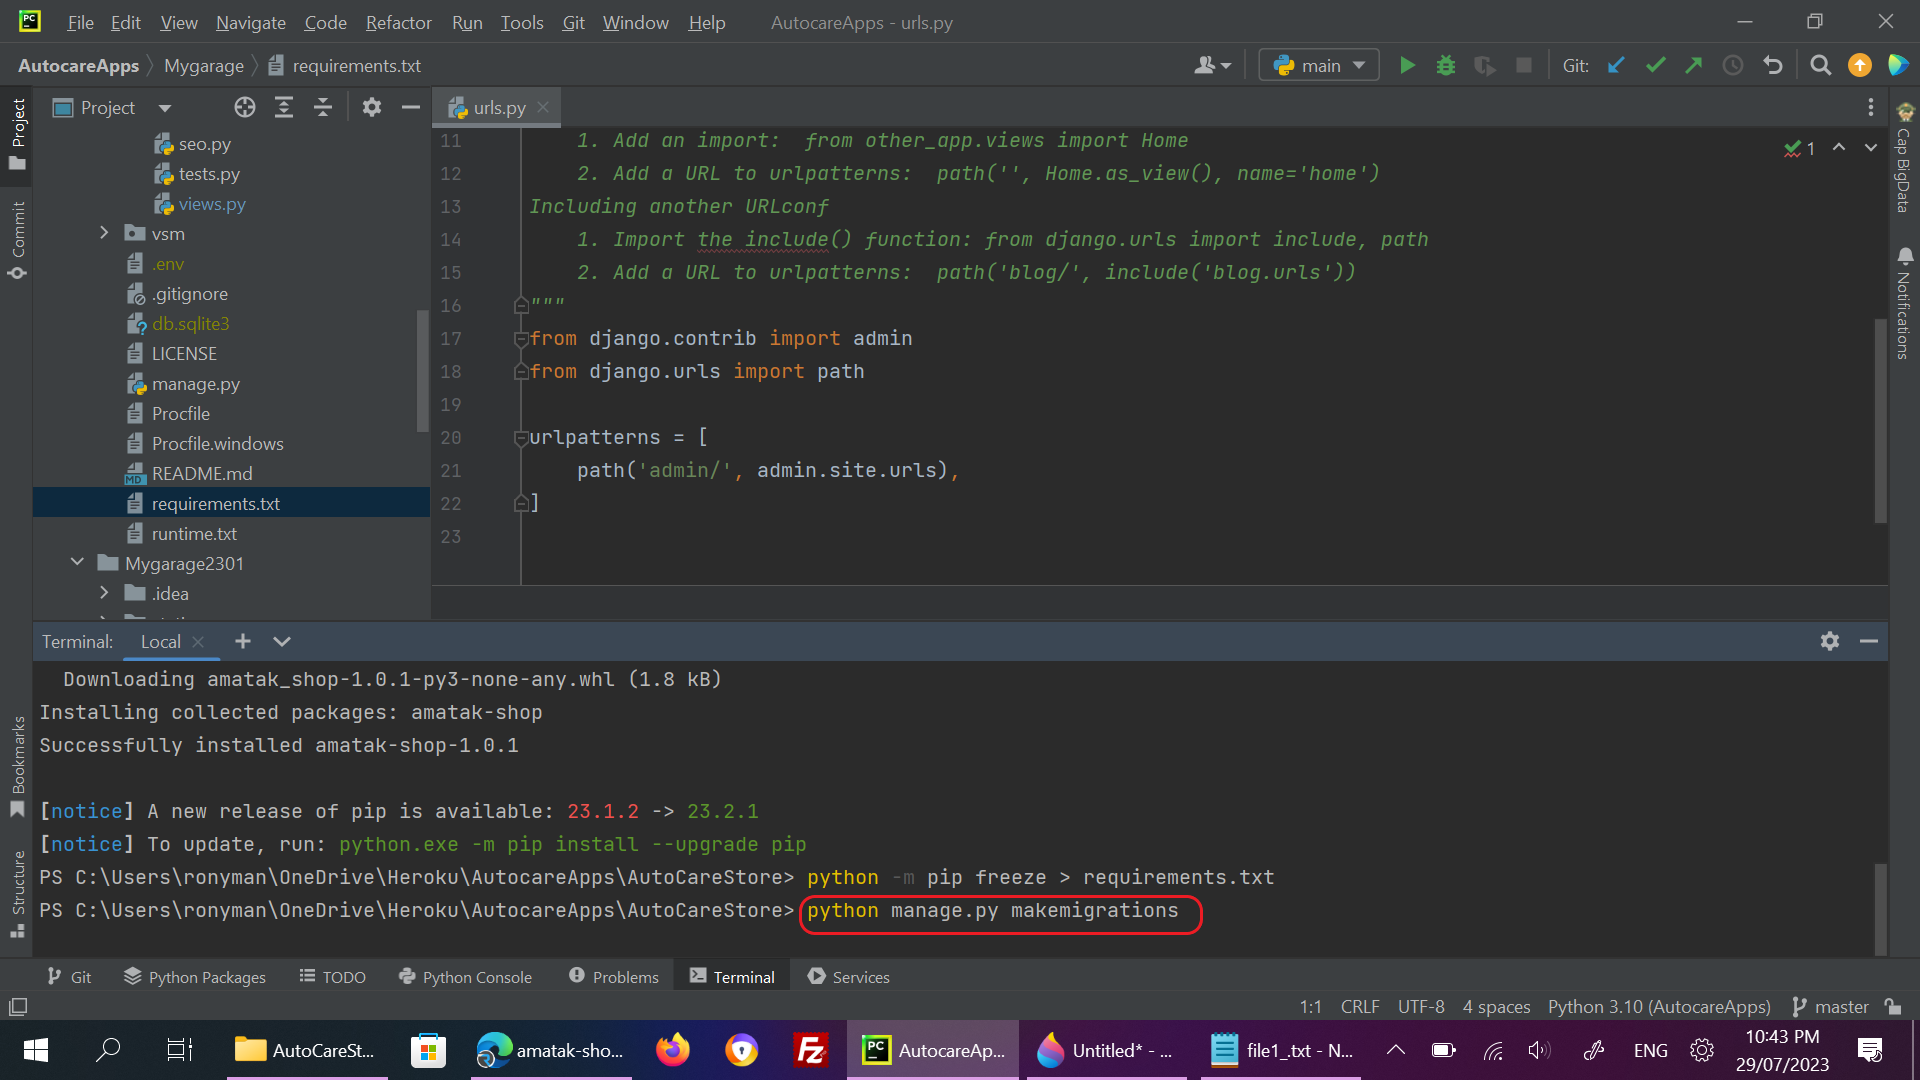 PC File Edit View Navigate Code Refactor Run Tools Git Window Help AutocareApps - urls.py
AutocareApps Mygarage requirements.txt main Git:
Project
Commit
Bookmarks
Structure
Project
seo.py
tests.py
views.py
vsm
.env
.gitignore
db.sqlite3
LICENSE
manage.py
Procfile
Procfile.windows
MD README.md
requirements.txt
runtime.txt
Mygarage2301
.idea
urls.py
1
11 1. Add an import:  from other_app.views import Home
12 2. Add a URL to urlpatterns:  path('', Home.as_view(), name='home')
13 Including another URLconf
14 1. Import the include() function: from django.urls import include, path
15 2. Add a URL to urlpatterns:  path('blog/', include('blog.urls'))
16 """
17 from django.contrib import admin
18 from django.urls import path
19
20 urlpatterns = [
21 path('admin/', admin.site.urls),
22 ]
23
Cap BigData
Notifications
Terminal: Local
Downloading amatak_shop-1.0.1-py3-none-any.whl (1.8 kB)
Installing collected packages: amatak-shop
Successfully installed amatak-shop-1.0.1
[notice] A new release of pip is available: 23.1.2 -> 23.2.1
[notice] To update, run: python.exe -m pip install --upgrade pip
PS C:\Users\ronyman\OneDrive\Heroku\AutocareApps\AutoCareStore> python -m pip freeze > requirements.txt
PS C:\Users\ronyman\OneDrive\Heroku\AutocareApps\AutoCareStore> python manage.py makemigrations
Git Python Packages TODO Python Console Problems Terminal Services
1:1 CRLF UTF-8 4 spaces Python 3.10 (AutocareApps) master
AutoCareSt... amatak-sho... Fz PC AutocareAp... Untitled* - ... file1_.txt - N... ENG 10:43 PM
29/07/2023